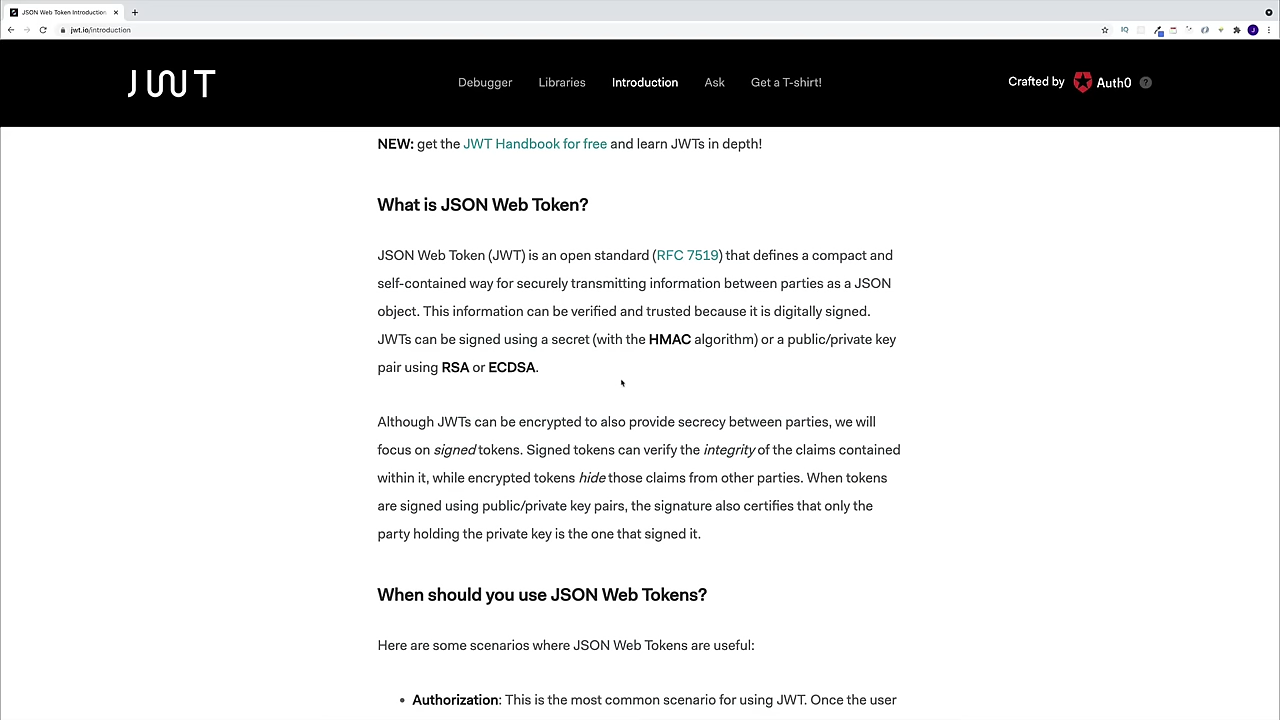 JSON Web Token Introduction
jwt.io/introduction
JWT
Debugger Libraries Introduction Ask Get a T-shirt! Crafted by Auth0 ?
NEW: get the JWT Handbook for free and learn JWTs in depth!
What is JSON Web Token?
JSON Web Token (JWT) is an open standard (RFC 7519) that defines a compact and
self-contained way for securely transmitting information between parties as a JSON
object. This information can be verified and trusted because it is digitally signed.
JWTs can be signed using a secret (with the HMAC algorithm) or a public/private key
pair using RSA or ECDSA.
Although JWTs can be encrypted to also provide secrecy between parties, we will
focus on signed tokens. Signed tokens can verify the integrity of the claims contained
within it, while encrypted tokens hide those claims from other parties. When tokens
are signed using public/private key pairs, the signature also certifies that only the
party holding the private key is the one that signed it.
When should you use JSON Web Tokens?
Here are some scenarios where JSON Web Tokens are useful:
• Authorization: This is the most common scenario for using JWT. Once the user